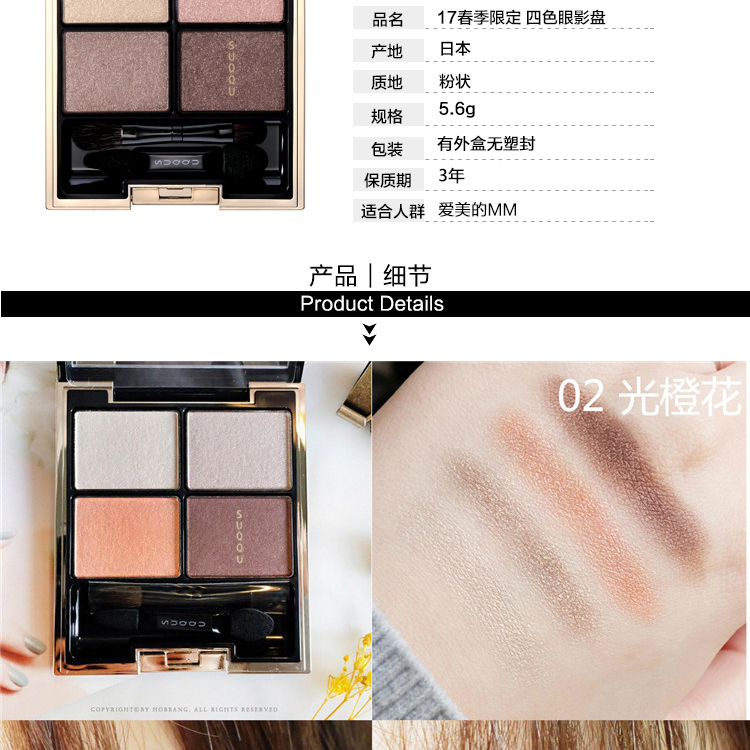 品名 17春季限定 四色眼影盘
产地 日本
质地 粉状
规格 5.6g
包装 有外盒无塑封
保质期 3年
适合人群 爱美的MM
SUQQU
SUQQU
产品｜细节
Product Details
02 光橙花
SUQQU
SUQQU
COPYRIGHT©BY HOBBANG. ALL RIGHTS RESERVZD